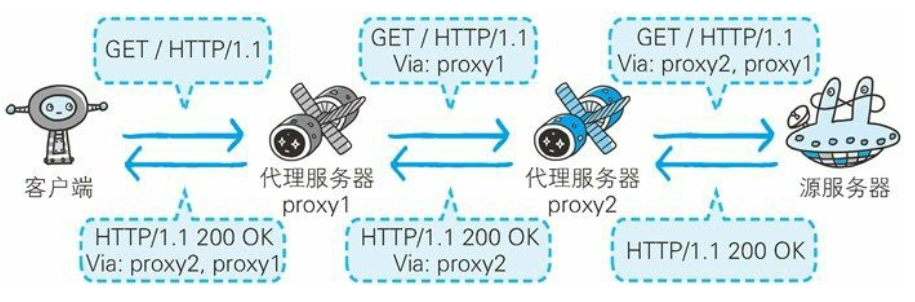 GET / HTTP/1.1
GET / HTTP/1.1
Via: proxy1
GET / HTTP/1.1
Via: proxy2, proxy1
客户端
代理服务器
proxy1
代理服务器
proxy2
源服务器
HTTP/1.1 200 OK
Via: proxy2, proxy1
HTTP/1.1 200 OK
Via: proxy2
HTTP/1.1 200 OK